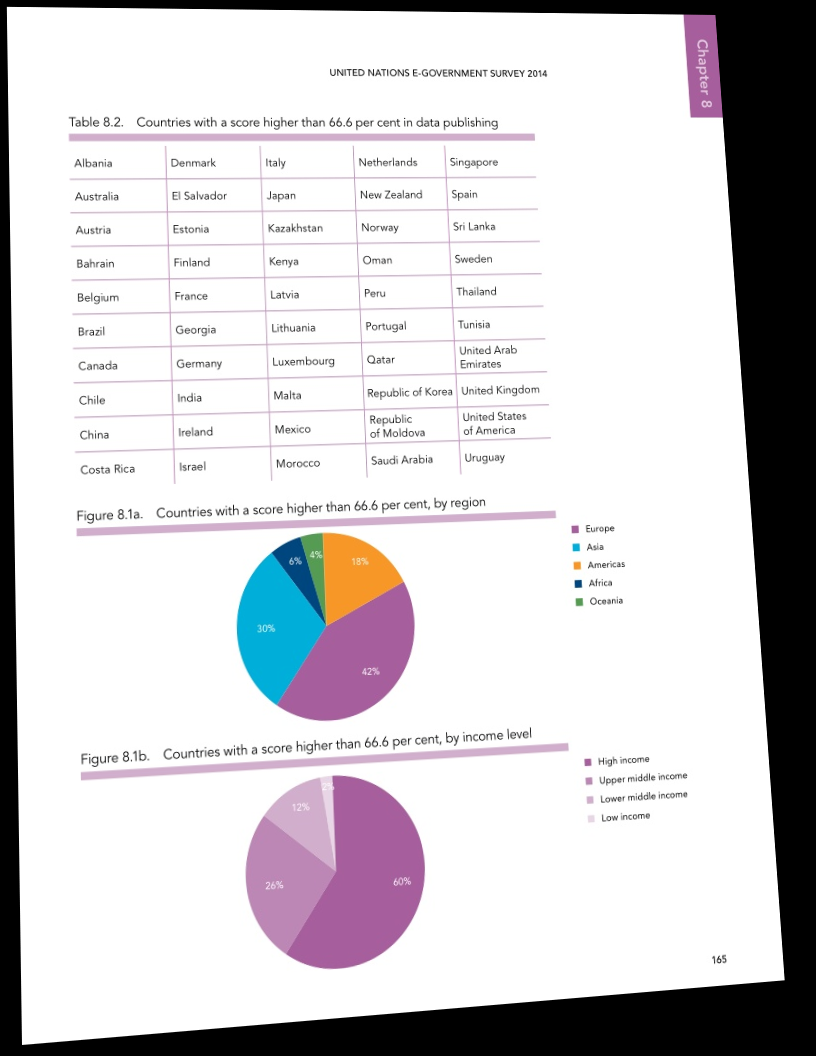 UNITED NATIONS E-GOVERNMENT SURVEY 2014
Chapter 8
Table 8.2. Countries with a score higher than 66.6 per cent in data publishing
Albania Denmark Italy Netherlands Singapore
Australia El Salvador Japan New Zealand Spain
Austria Estonia Kazakhstan Norway Sri Lanka
Bahrain Finland Kenya Oman Sweden
Belgium France Latvia Peru Thailand
Brazil Georgia Lithuania Portugal Tunisia
Canada Germany Luxembourg Qatar United Arab
Emirates
Chile India Malta Republic of Korea United Kingdom
China Ireland Mexico Republic
of Moldova United States
of America
Costa Rica Israel Morocco Saudi Arabia Uruguay
Figure 8.1a. Countries with a score higher than 66.6 per cent, by region
6% 4% 18%
30%
42%
Europe
Asia
Americas
Africa
Oceania
Figure 8.1b. Countries with a score higher than 66.6 per cent, by income level
2%
12%
26%
60%
High income
Upper middle income
Lower middle income
Low income
165